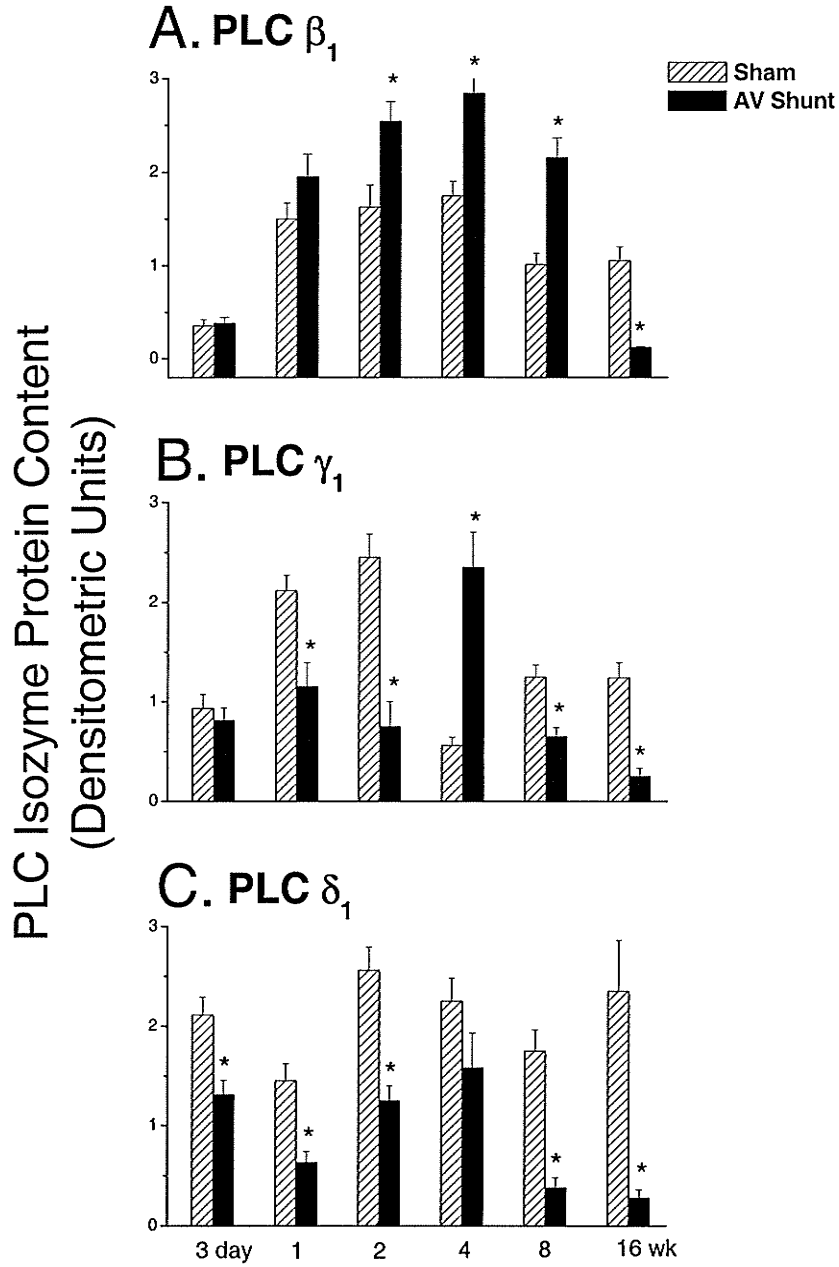 A. PLC β1
Sham
AV Shunt
3
2
1
0
* * * *
PLC Isozyme Protein Content
(Densitometric Units)
B. PLC γ1
3
2
1
0
* * * * *
C. PLC δ1
3
2
1
0
* * * * *
3 day 1 2 4 8 16 wk